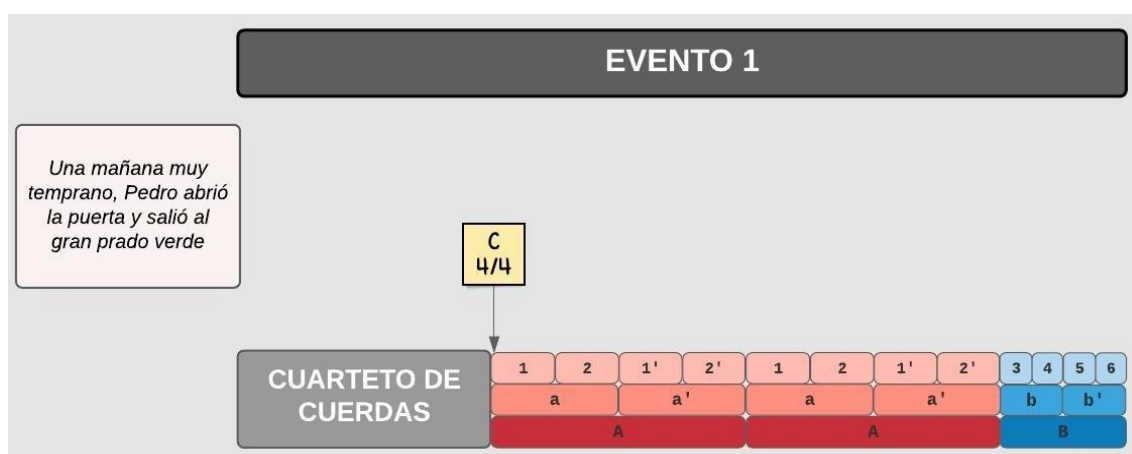 EVENTO 1
Una mañana muy
temprano, Pedro abrió
la puerta y salió al
gran prado verde
C
4/4
CUARTETO DE
CUERDAS
1 2 1' 2' 1 2 1' 2' 3 4 5 6
a a' a a' b b'
A A B